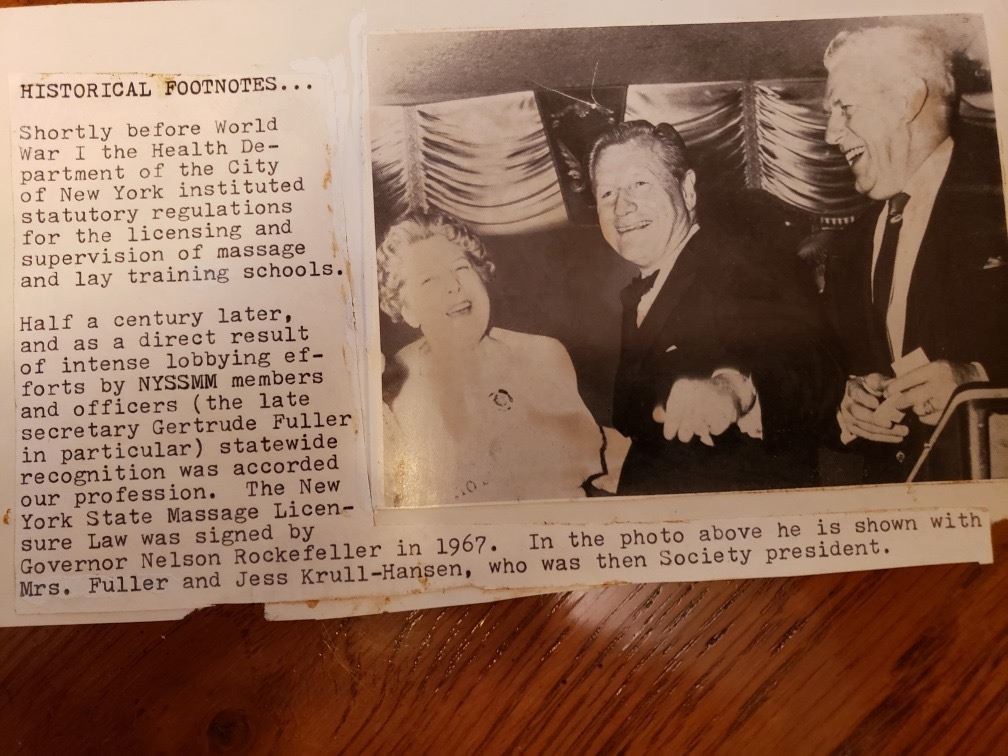 HISTORICAL FOOTNOTES...
Shortly before World
War I the Health De-
partment of the City
of New York instituted
statutory regulations
for the licensing and
supervision of massage
and lay training schools.
Half a century later,
and as a direct result
of intense lobbying ef-
forts by NYSSMM members
and officers (the late
secretary Gertrude Fuller
in particular) statewide
recognition was accorded
our profession. The New
York State Massage Licen-
sure Law was signed by
Governor Nelson Rockefeller in 1967. In the photo above he is shown with
Mrs. Fuller and Jess Krull-Hansen, who was then Society president.